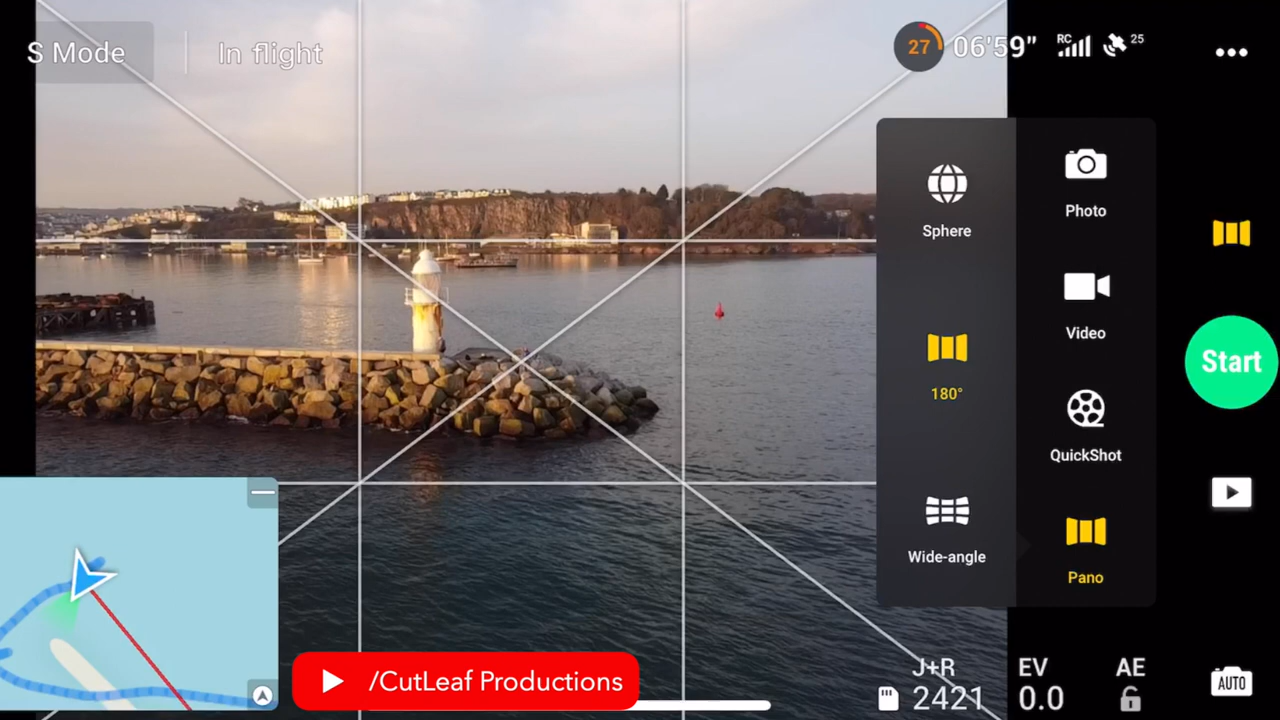 S Mode
In flight
27
06'59"
RC
25
Sphere
Photo
180°
Video
QuickShot
Wide-angle
Pano
Start
/CutLeaf Productions
J+R
2421
EV
0.0
AE
AUTO